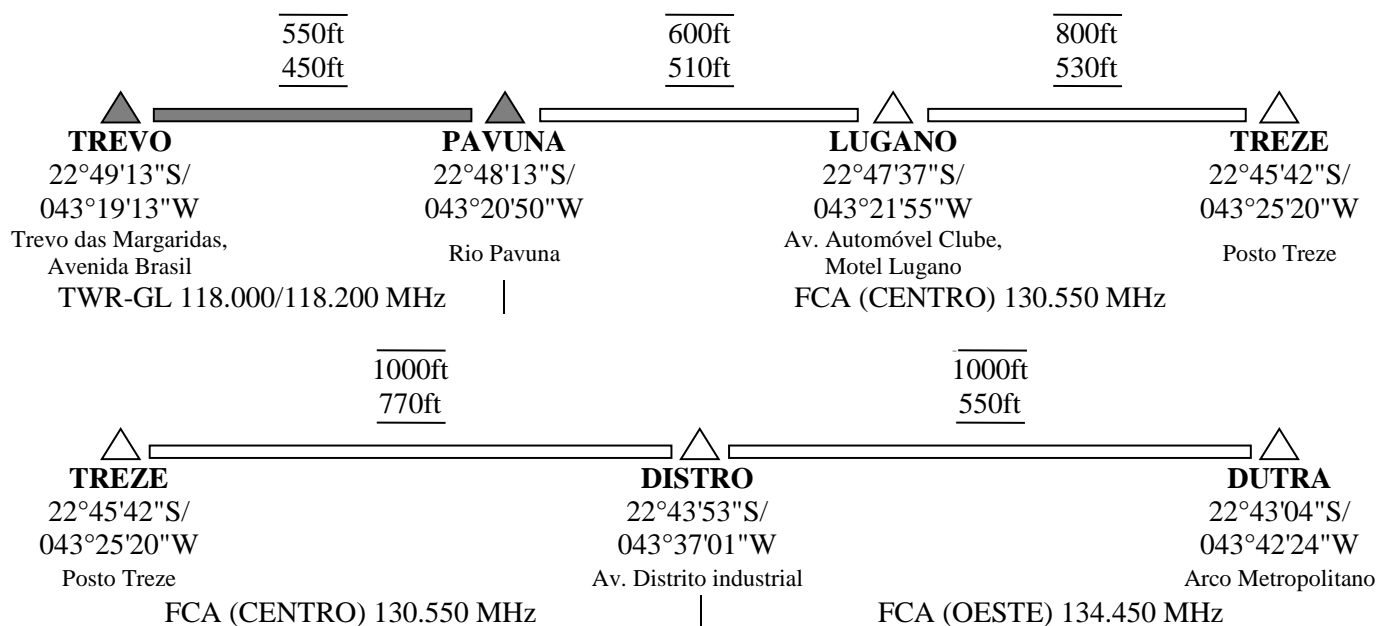 550ft
450ft
600ft
510ft
800ft
530ft
TREVO
22°49'13"S/
043°19'13"W
Trevo das Margaridas,
Avenida Brasil
PAVUNA
22°48'13"S/
043°20'50"W
Rio Pavuna
LUGANO
22°47'37"S/
043°21'55"W
Av. Automóvel Clube,
Motel Lugano
TREZE
22°45'42"S/
043°25'20"W
Posto Treze
TWR-GL 118.000/118.200 MHz
FCA (CENTRO) 130.550 MHz
1000ft
770ft
1000ft
550ft
TREZE
22°45'42"S/
043°25'20"W
Posto Treze
DISTRO
22°43'53"S/
043°37'01"W
Av. Distrito industrial
DUTRA
22°43'04"S/
043°42'24"W
Arco Metropolitano
FCA (CENTRO) 130.550 MHz
FCA (OESTE) 134.450 MHz